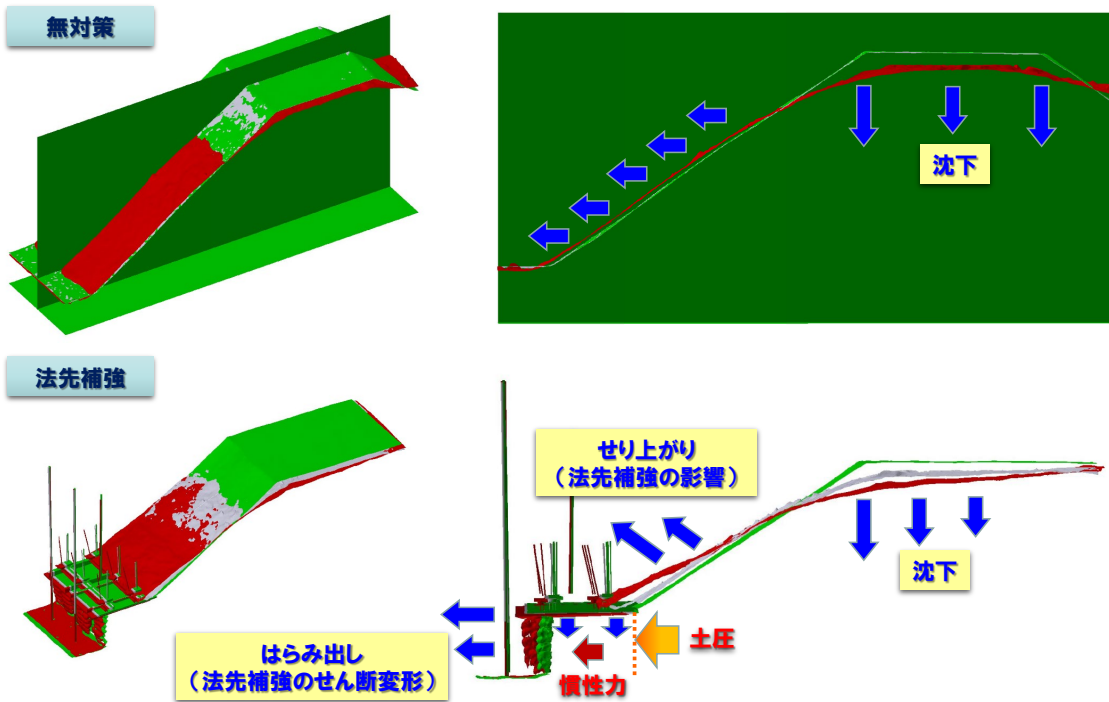 無対策
沈下
法先補強
せり上がり
（法先補強の影響）
沈下
土圧
はらみ出し
（法先補強のせん断変形）
慣性力